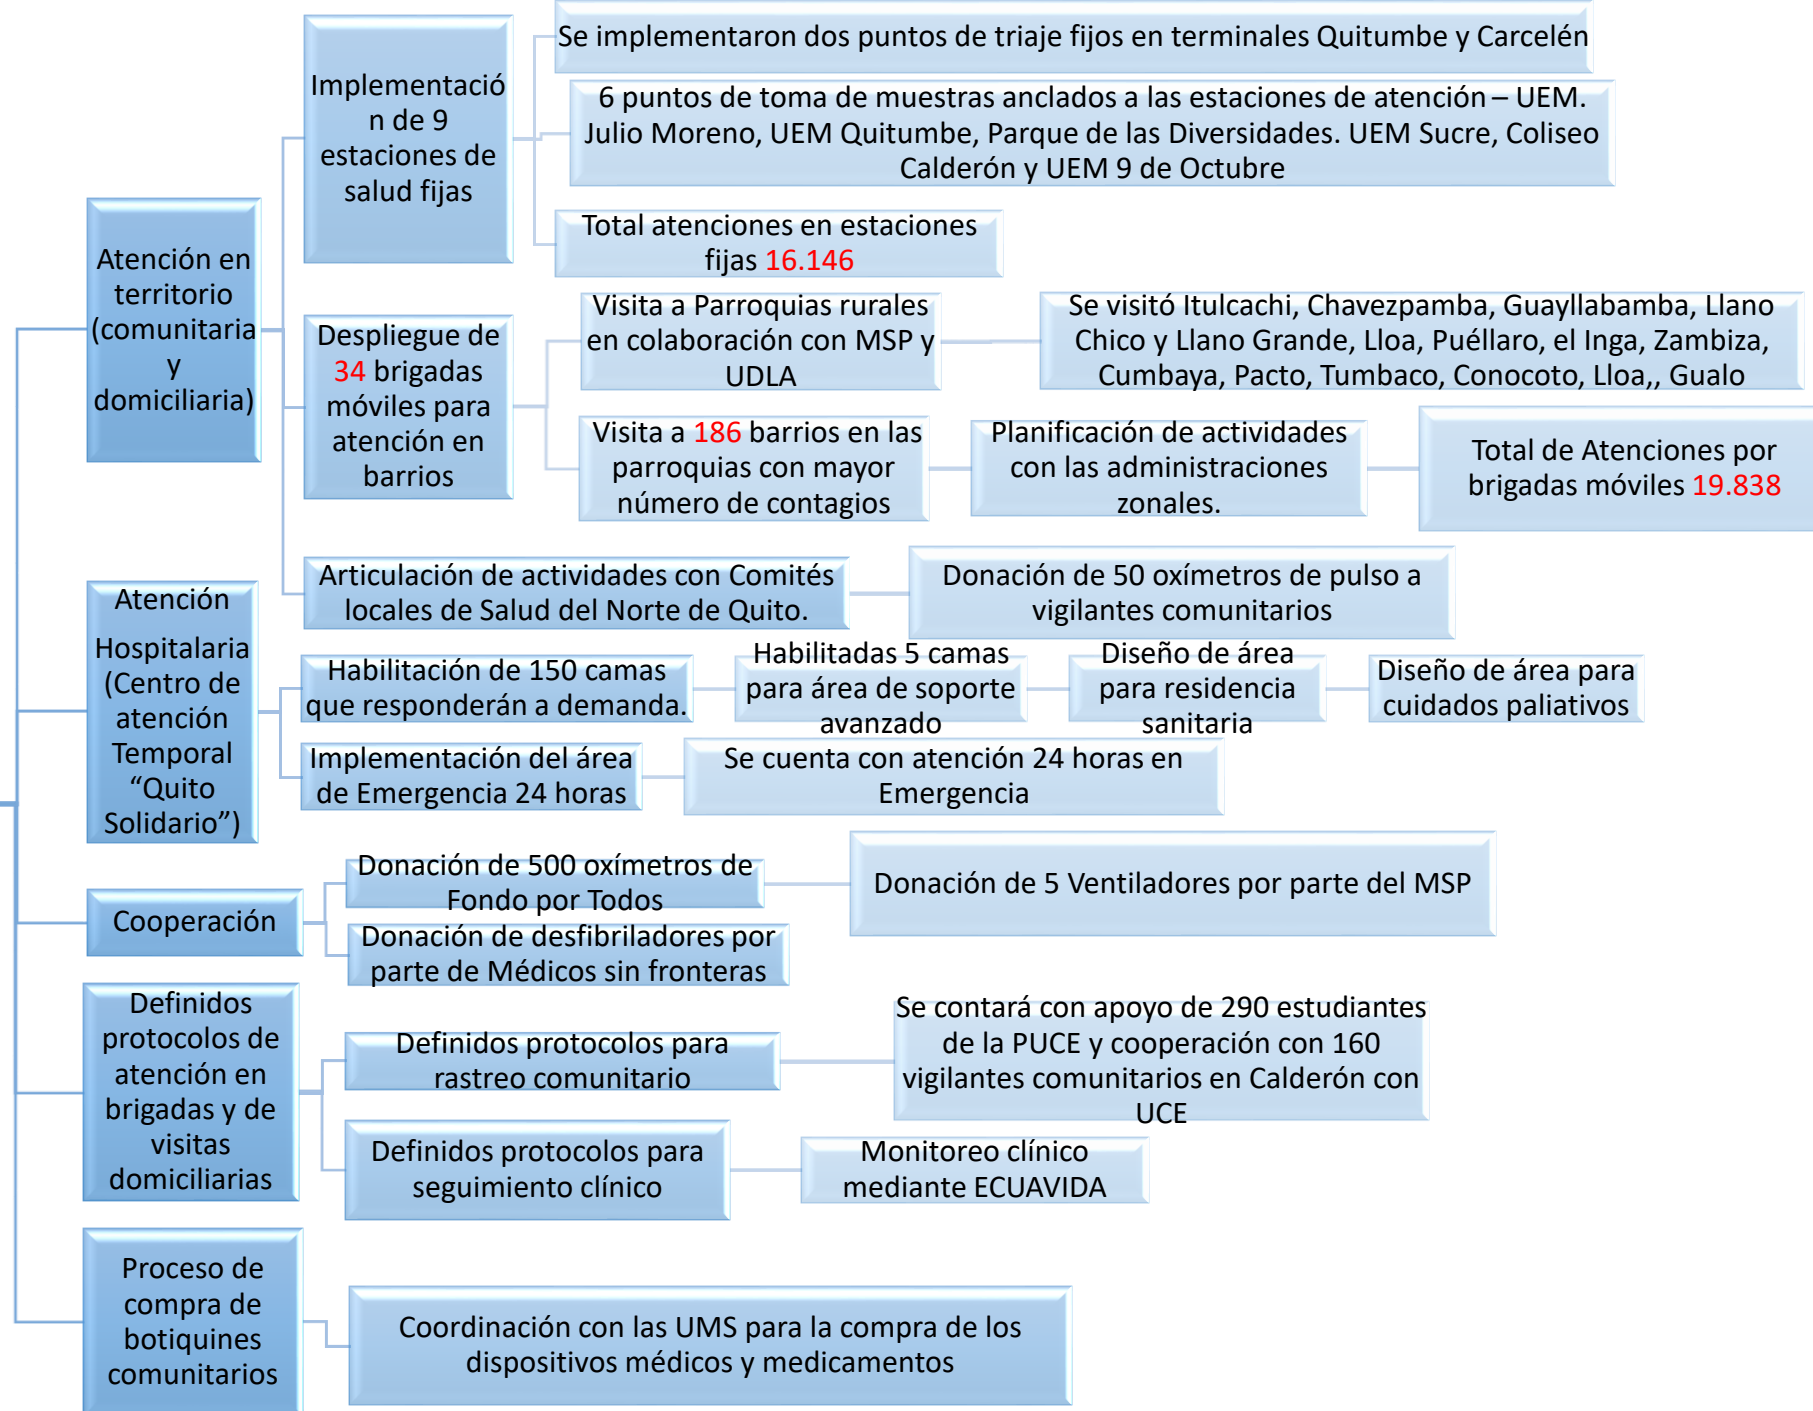 Atención en
territorio
(comunitaria
y
domiciliaria)
Implementació
n de 9
estaciones de
salud fijas
Se implementaron dos puntos de triaje fijos en terminales Quitumbe y Carcelén
6 puntos de toma de muestras anclados a las estaciones de atención – UEM.
Julio Moreno, UEM Quitumbe, Parque de las Diversidades. UEM Sucre, Coliseo
Calderón y UEM 9 de Octubre
Total atenciones en estaciones
fijas 16.146
Despliegue de
34 brigadas
móviles para
atención en
barrios
Visita a Parroquias rurales
en colaboración con MSP y
UDLA
Se visitó Itulcachi, Chavezpamba, Guayllabamba, Llano
Chico y Llano Grande, Lloa, Puéllaro, el Inga, Zambiza,
Cumbaya, Pacto, Tumbaco, Conocoto, Lloa,, Gualo
Visita a 186 barrios en las
parroquias con mayor
número de contagios
Planificación de actividades
con las administraciones
zonales.
Total de Atenciones por
brigadas móviles 19.838
Articulación de actividades con Comités
locales de Salud del Norte de Quito.
Donación de 50 oxímetros de pulso a
vigilantes comunitarios
Atención
Hospitalaria
(Centro de
atención
Temporal
“Quito
Solidario”)
Habilitación de 150 camas
que responderán a demanda.
Habilitadas 5 camas
para área de soporte
avanzado
Diseño de área
para residencia
sanitaria
Diseño de área para
cuidados paliativos
Implementación del área
de Emergencia 24 horas
Se cuenta con atención 24 horas en
Emergencia
Cooperación
Donación de 500 oxímetros de
Fondo por Todos
Donación de 5 Ventiladores por parte del MSP
Donación de desfibriladores por
parte de Médicos sin fronteras
Definidos
protocolos de
atención en
brigadas y de
visitas
domiciliarias
Definidos protocolos para
rastreo comunitario
Se contará con apoyo de 290 estudiantes
de la PUCE y cooperación con 160
vigilantes comunitarios en Calderón con
UCE
Definidos protocolos para
seguimiento clínico
Monitoreo clínico
mediante ECUAVIDA
Proceso de
compra de
botiquines
comunitarios
Coordinación con las UMS para la compra de los
dispositivos médicos y medicamentos